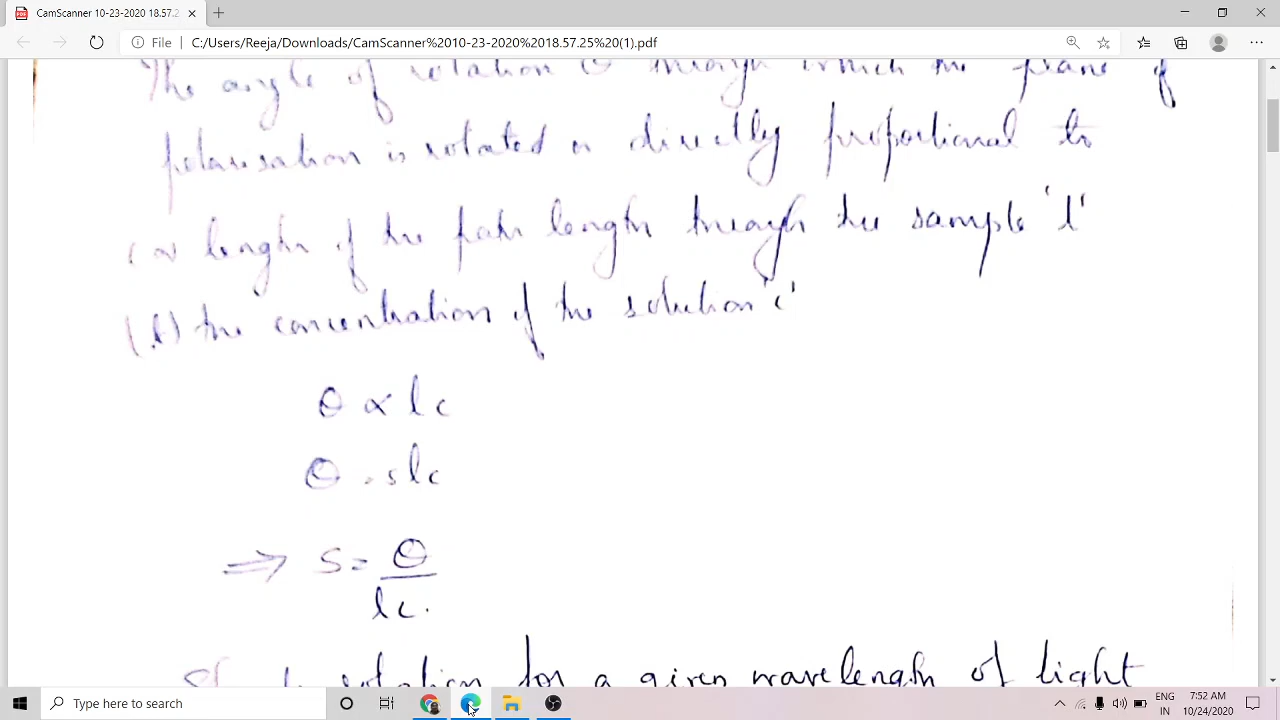 CamScanner 10-23-2020 18.57.2
File C:/Users/Reeja/Downloads/CamScanner%2010-23-2020%2018.57.25%20(1).pdf
The angle of rotation θ through which the plane of
polarisation is rotated is directly proportional to
(a) length of the path length through the sample 'l'
(b) the concentration of the solution 'c'
θ ∝ lc
θ = slc
⇒ s = θ
lc.
rotation for a given wavelength of light
Type here to search
ENG
7:52 AM
IN
10/24/2020